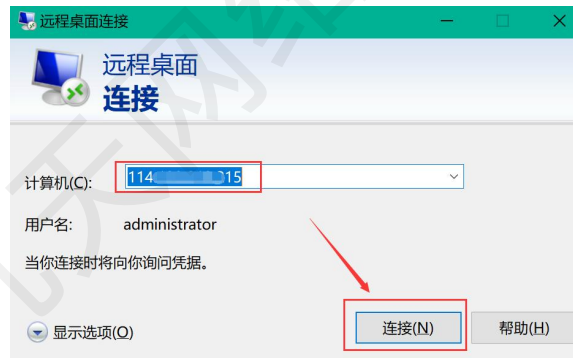 远程桌面连接
远程桌面
连接
计算机(C):
114
15
用户名: administrator
当你连接时将向你询问凭据。
显示选项(O)
连接(N)
帮助(H)